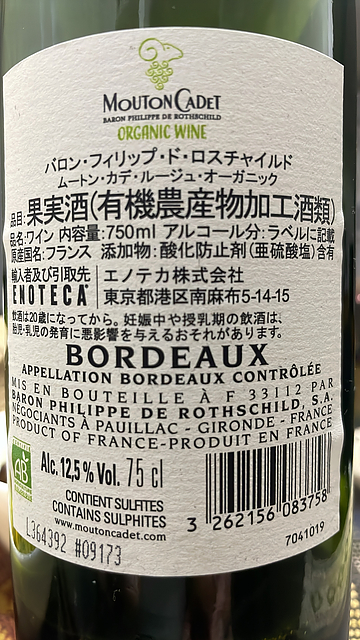 MOUTON CADET
BARON PHILIPPE DE ROTHSCHILD
ORGANIC WINE
バロン・フィリップ・ド・ロスチャイルド
ムートン・カデ・ルージュ・オーガニック
品目:果実酒(有機農産物加工酒類)
品名:ワイン 内容量:750ml アルコール分:ラベルに記載
原産国名:フランス 添加物:酸化防止剤(亜硫酸塩)含有
輸入者及び引取先 エノテカ株式会社
ENOTECA® 東京都港区南麻布5-14-15
飲酒は20歳になってから。妊娠中や授乳期の飲酒は、
胎児・乳児の発育に悪影響を与えるおそれがあります。
BORDEAUX
APPELLATION BORDEAUX CONTRÔLÉE
MIS EN BOUTEILLE À F 33112 PAR
BARON PHILIPPE DE ROTHSCHILD, S.A.
NÉGOCIANTS À PAUILLAC - GIRONDE - FRANCE
PRODUCT OF FRANCE-PRODUIT EN FRANCE
AB
Alc. 12,5 % Vol. 75 cl
CONTIENT SULFITES
CONTAINS SULPHITES
www.moutoncadet.com
L364392 #09173
3 262156 083758
7041019